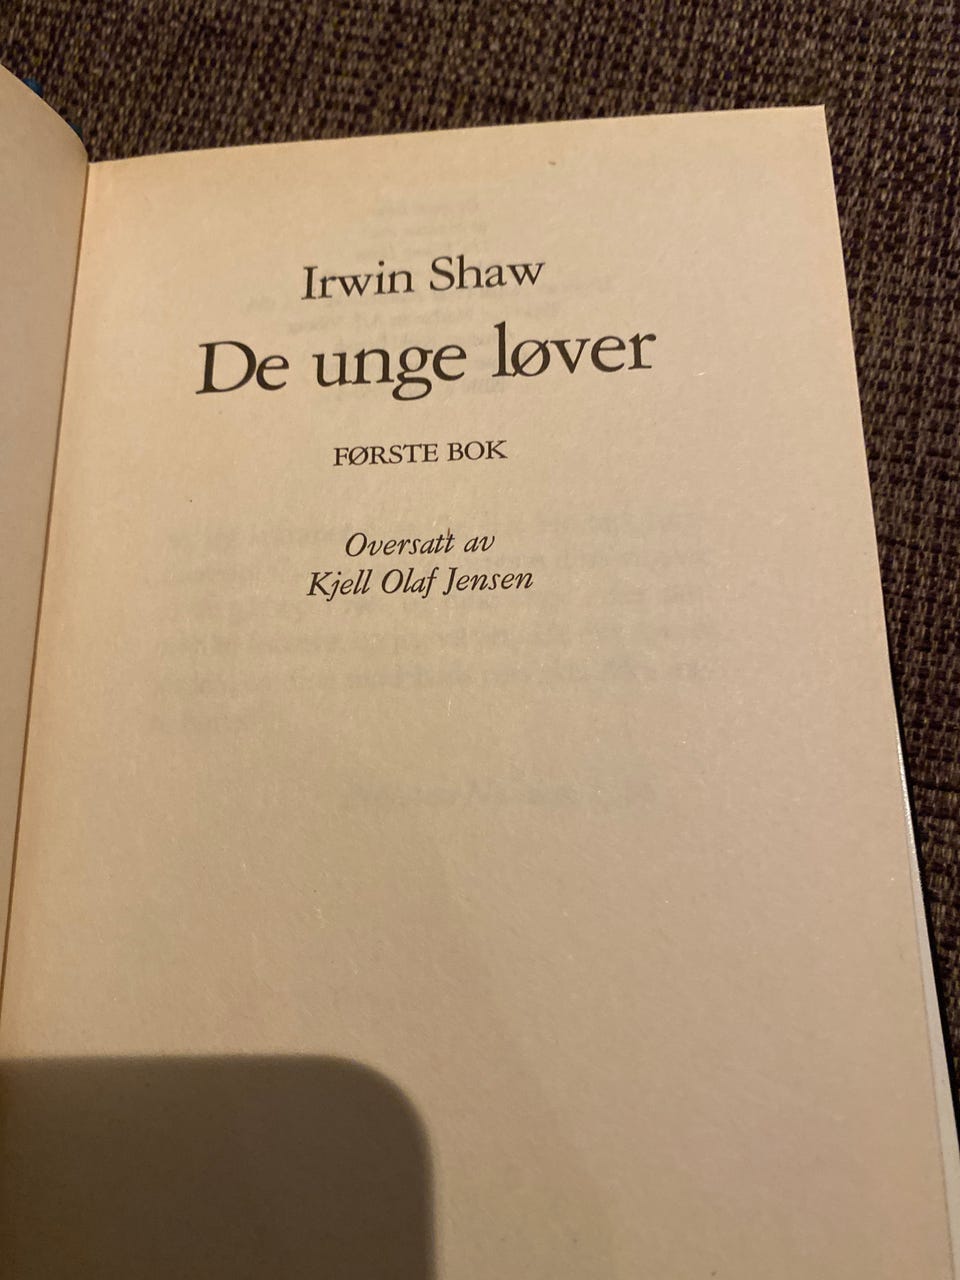 Irwin Shaw
De unge løver
FØRSTE BOK
Oversatt av
Kjell Olaf Jensen